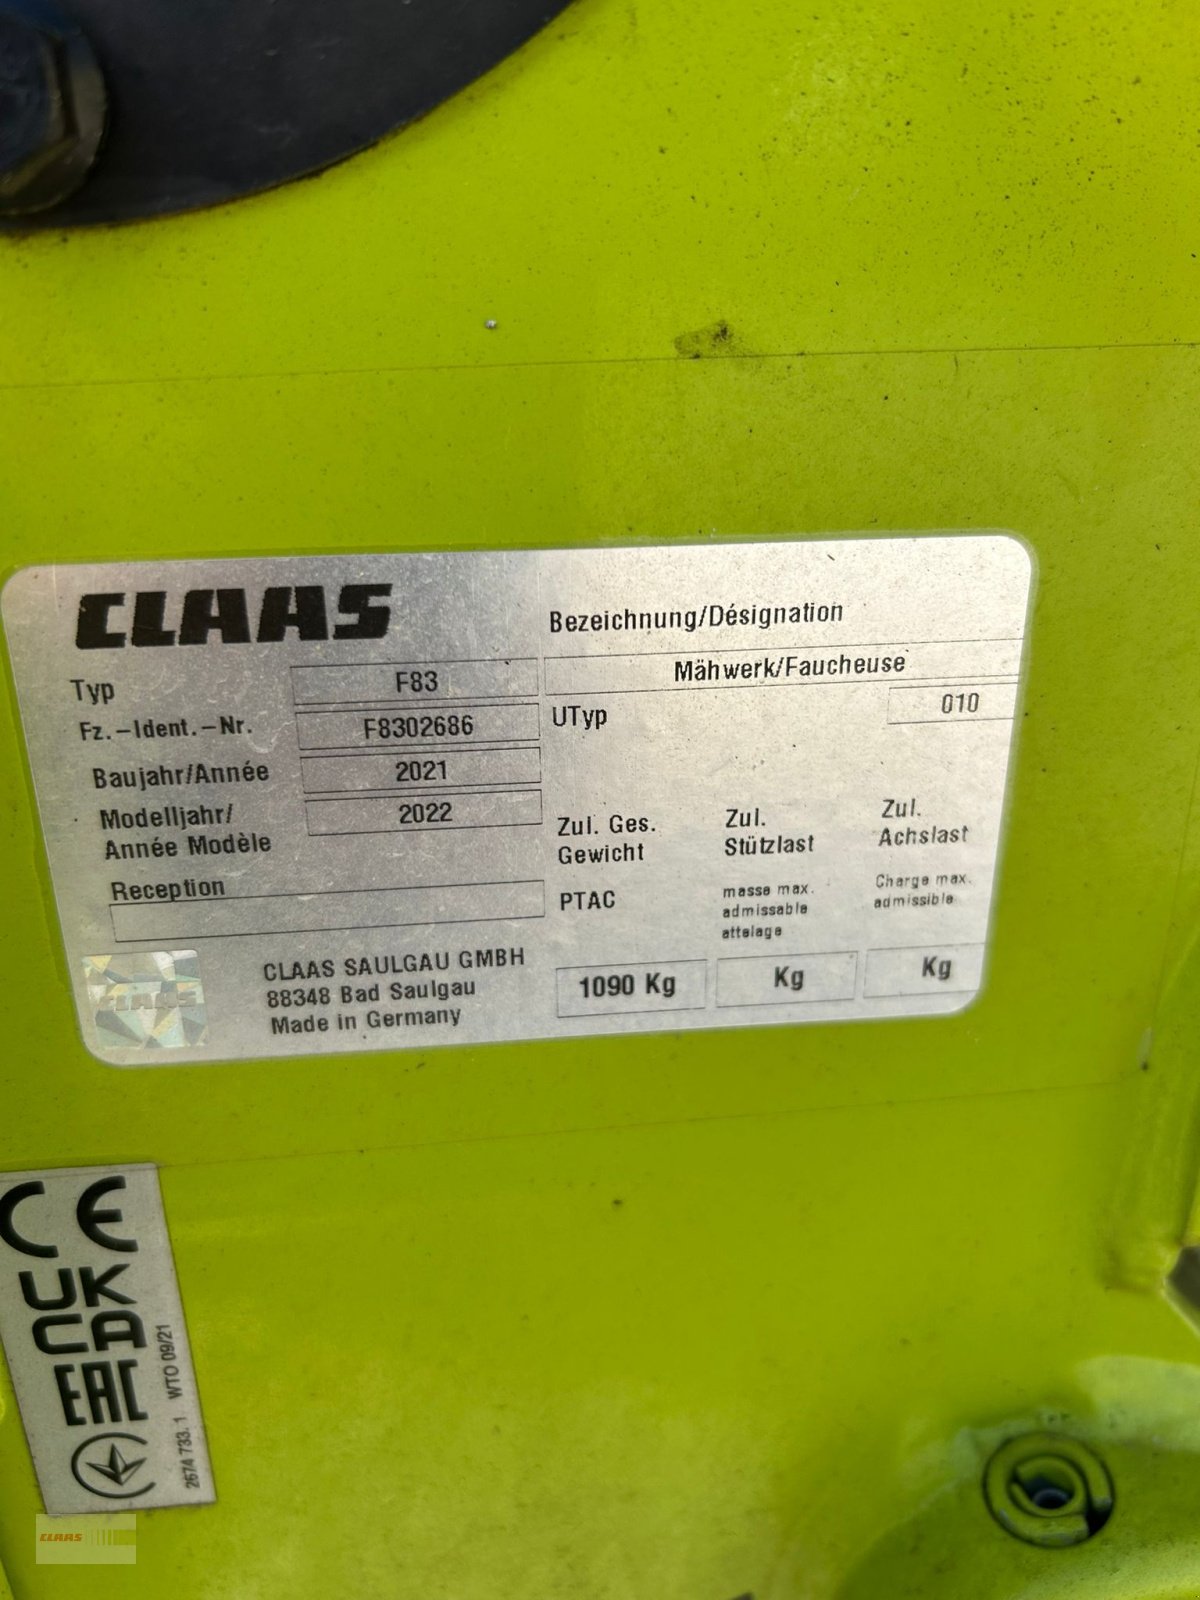 CLAAS
Bezeichnung/Désignation
Mähwerk/Faucheuse
Typ F83
UTyp 010
Fz.-Ident.-Nr. F8302686
Baujahr/Année 2021
Modelljahr/ 2022
Année Modèle
Zul. Ges.
Gewicht
PTAC
Zul.
Stützlast
masse max.
admissable
attelage
Zul.
Achslast
Charge max.
admissible
Reception
1090 Kg
Kg
Kg
CLAAS
CLAAS SAULGAU GMBH
88348 Bad Saulgau
Made in Germany
CE
UK
CA
EAC
2674 733. 1 WTO 09/21
CLAAS